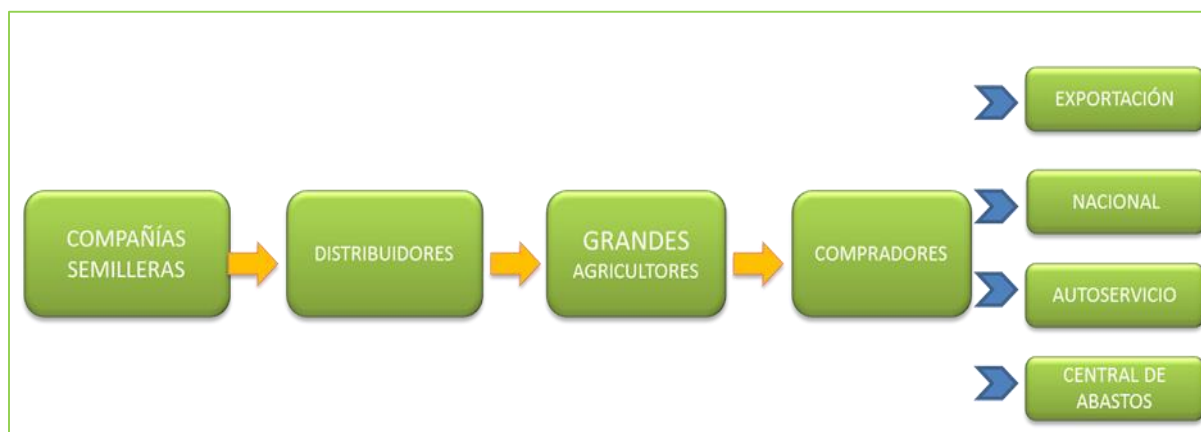 COMPAÑÍAS
SEMILLERAS
DISTRIBUIDORES
GRANDES
AGRICULTORES
COMPRADORES
EXPORTACIÓN
NACIONAL
AUTOSERVICIO
CENTRAL DE
ABASTOS